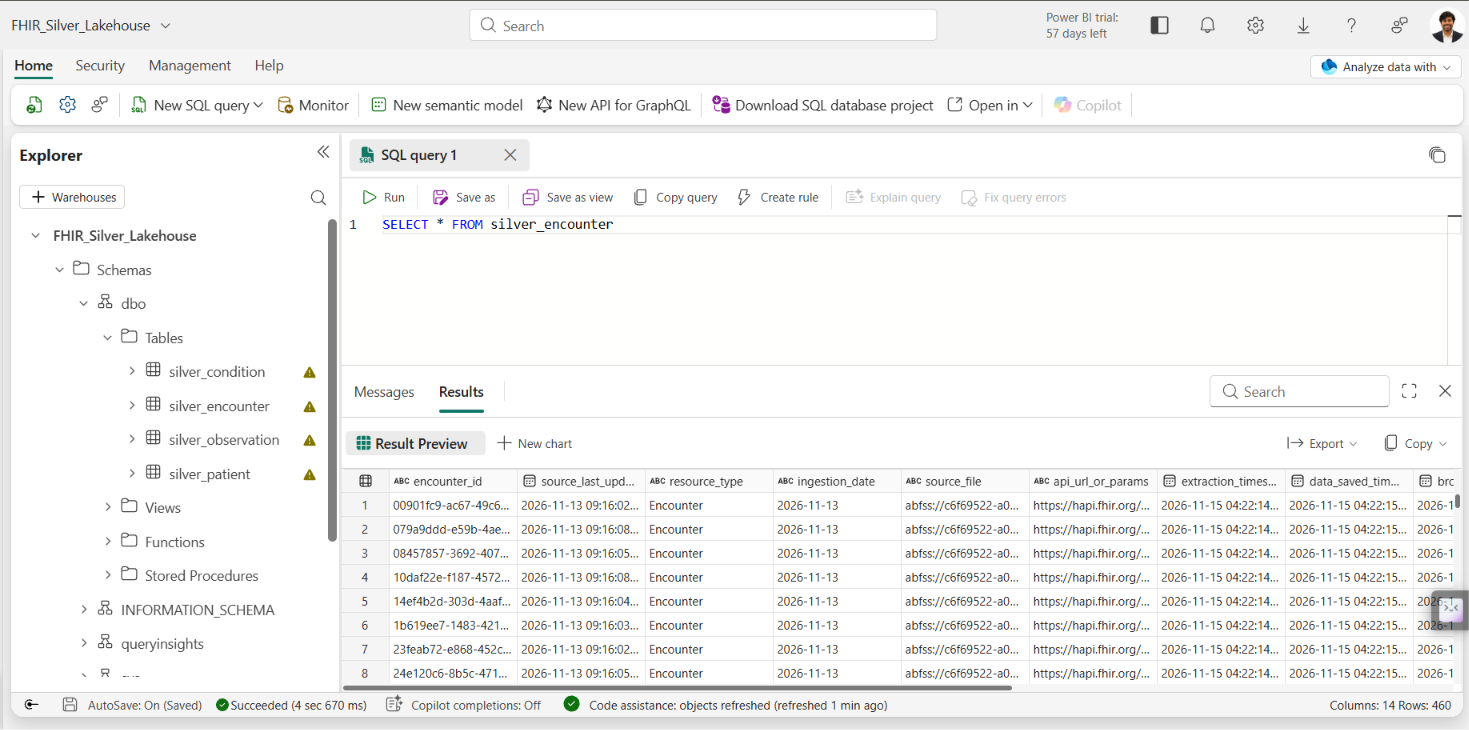 FHIR_Silver_Lakehouse
Search
Power BI trial:
57 days left
Home Security Management Help
Analyze data with
New SQL query Monitor New semantic model New API for GraphQL Download SQL database project Open in Copilot
Explorer
SQL query 1
+ Warehouses
Run Save as Save as view Copy query Create rule Explain query Fix query errors
1 SELECT * FROM silver_encounter
FHIR_Silver_Lakehouse
Schemas
dbo
Tables
silver_condition
silver_encounter
silver_observation
silver_patient
Views
Functions
Stored Procedures
INFORMATION_SCHEMA
queryinsights
Messages Results
Search
Result Preview + New chart
Export Copy
ABC encounter_id source_last_upd... ABC resource_type ABC ingestion_date ABC source_file ABC api_url_or_params extraction_times... data_saved_tim... brc
1 00901fc9-ac67-49c6... 2026-11-13 09:16:02... Encounter 2026-11-13 abfss://c6f69522-a0... https://hapi.fhir.org/... 2026-11-15 04:22:14... 2026-11-15 04:22:15... 2026-1
2 079a9ddd-e59b-4ae... 2026-11-13 09:16:08... Encounter 2026-11-13 abfss://c6f69522-a0... https://hapi.fhir.org/... 2026-11-15 04:22:14... 2026-11-15 04:22:15... 2026-1
3 08457857-3692-407... 2026-11-13 09:16:05... Encounter 2026-11-13 abfss://c6f69522-a0... https://hapi.fhir.org/... 2026-11-15 04:22:14... 2026-11-15 04:22:15... 2026-1
4 10daf22e-f187-4572... 2026-11-13 09:16:08... Encounter 2026-11-13 abfss://c6f69522-a0... https://hapi.fhir.org/... 2026-11-15 04:22:14... 2026-11-15 04:22:15... 2026-1
5 14ef4b2d-303d-4aaf... 2026-11-13 09:16:04... Encounter 2026-11-13 abfss://c6f69522-a0... https://hapi.fhir.org/... 2026-11-15 04:22:14... 2026-11-15 04:22:15...
6 1b619ee7-1483-421... 2026-11-13 09:16:03... Encounter 2026-11-13 abfss://c6f69522-a0... https://hapi.fhir.org/... 2026-11-15 04:22:14... 2026-11-15 04:22:15...
7 23feab72-e868-452c... 2026-11-13 09:16:05... Encounter 2026-11-13 abfss://c6f69522-a0... https://hapi.fhir.org/... 2026-11-15 04:22:14... 2026-11-15 04:22:15... 2026-1
8 24e120c6-8b5c-471... 2026-11-13 09:16:05... Encounter 2026-11-13 abfss://c6f69522-a0... https://hapi.fhir.org/... 2026-11-15 04:22:14... 2026-11-15 04:22:15... 2026-1
AutoSave: On (Saved) Succeeded (4 sec 670 ms) Copilot completions: Off Code assistance: objects refreshed (refreshed 1 min ago) Columns: 14 Rows: 460